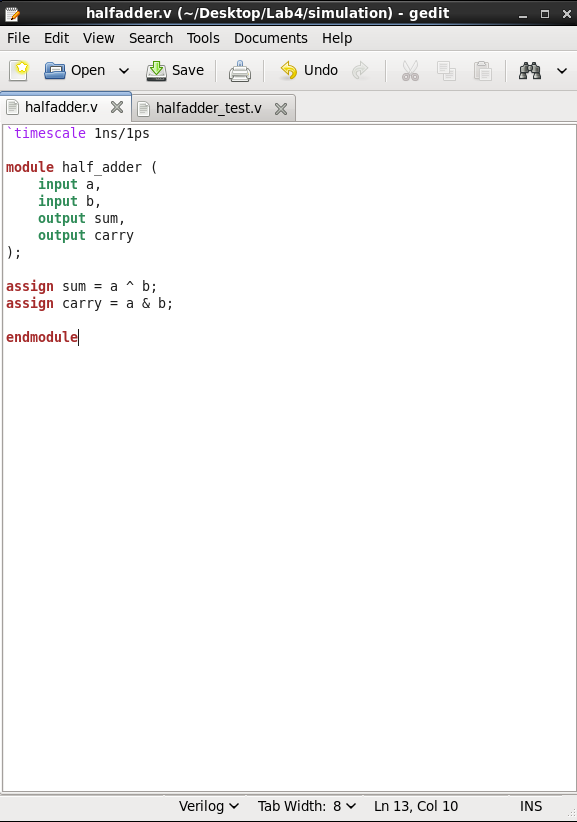 halfadder.v (~/Desktop/Lab4/simulation) - gedit
File Edit View Search Tools Documents Help
Open Save Undo
halfadder.v halfadder_test.v
`timescale 1ns/1ps
module half_adder (
    input a,
    input b,
    output sum,
    output carry
);
assign sum = a ^ b;
assign carry = a & b;
endmodule
Verilog Tab Width: 8 Ln 13, Col 10 INS